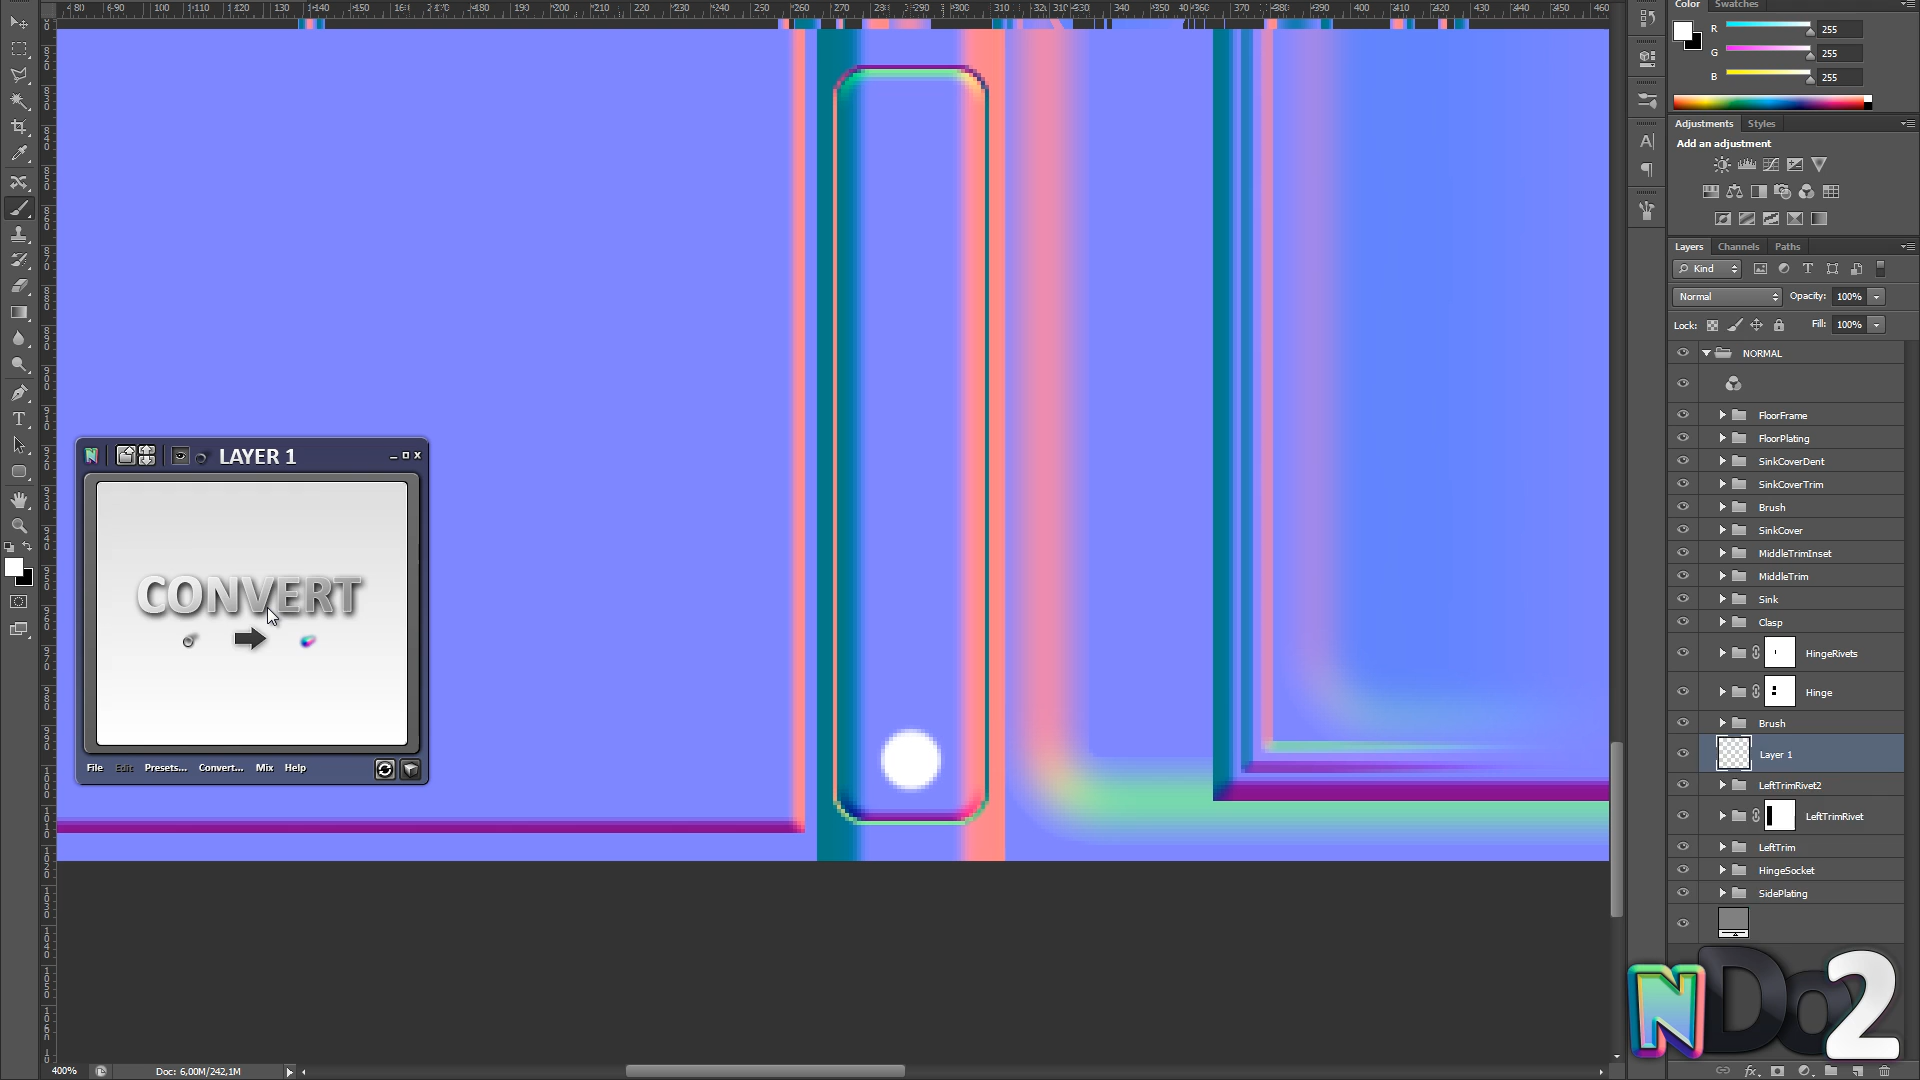 Color Swatches
R 255
G 255
B 255
Adjustments Styles
Add an adjustment
Layers Channels Paths
Kind
Normal Opacity: 100%
Lock: Fill: 100%
NORMAL
FloorFrame
FloorPlating
SinkCoverDent
SinkCoverTrim
Brush
SinkCover
MiddleTrimInset
MiddleTrim
Sink
Clasp
HingeRivets
Hinge
Brush
Layer 1
LeftTrimRivet2
LeftTrimRivet
LeftTrim
HingeSocket
SidePlating
LAYER 1
CONVERT
File Edit Presets... Convert... Mix Help
NDo2
400% Doc: 6,00M/242,1M